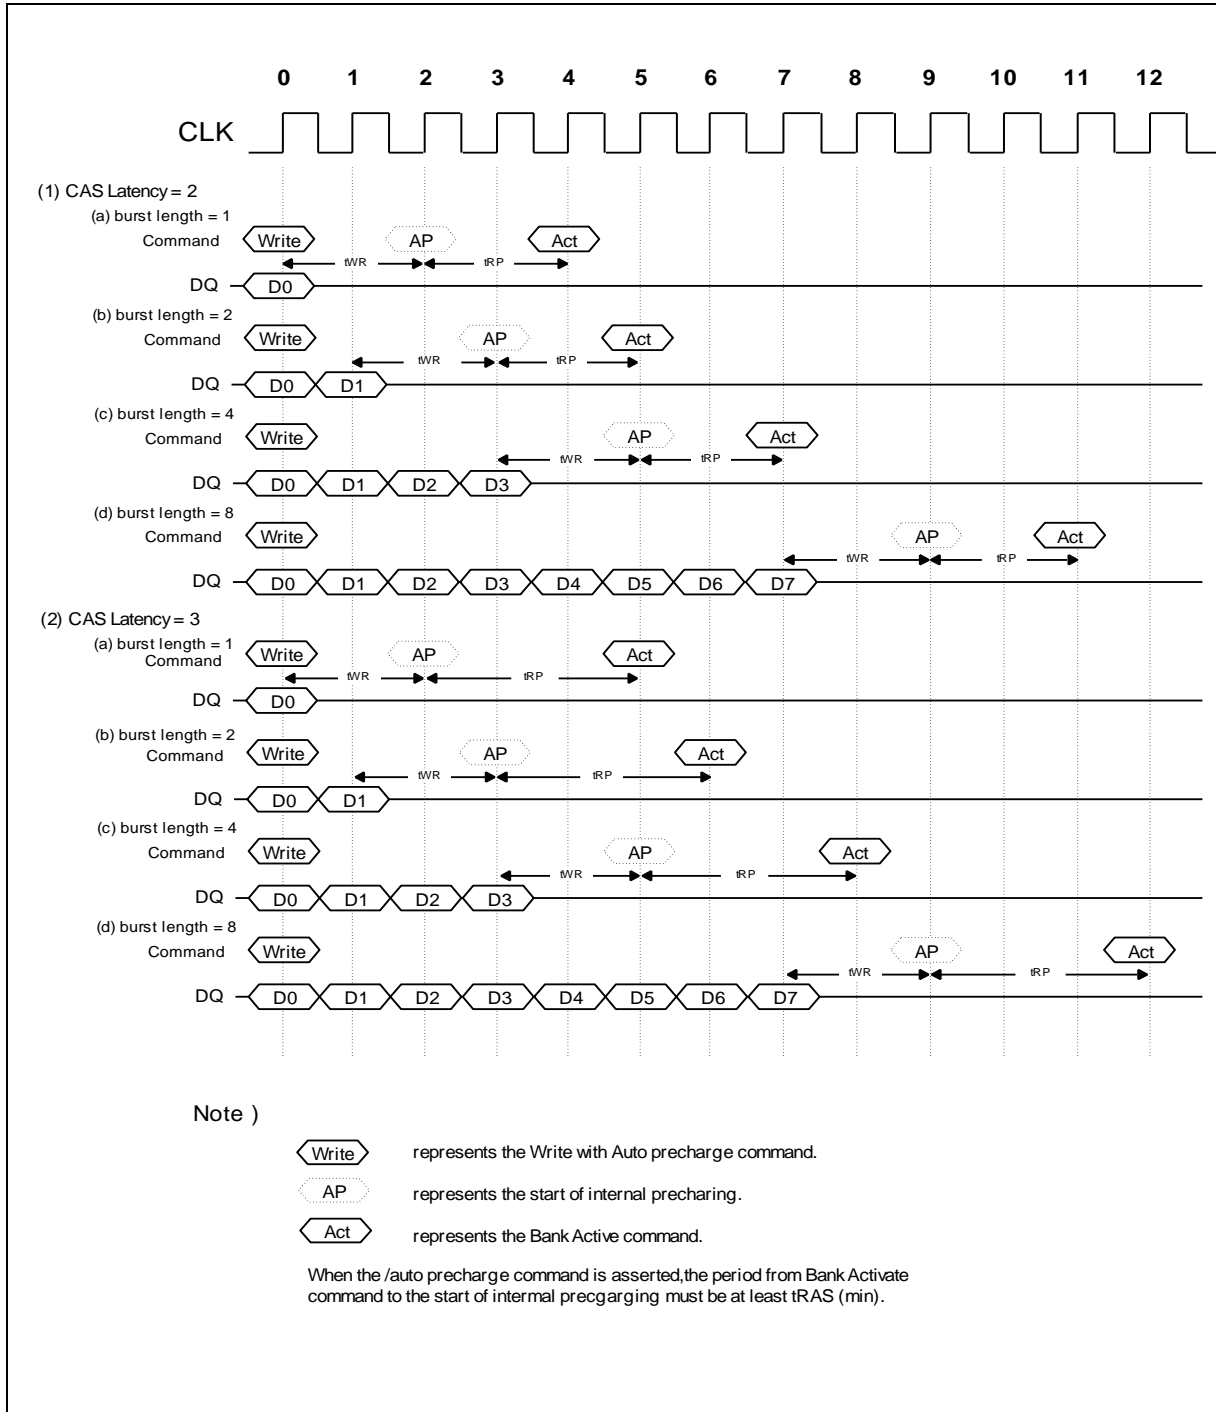 0 1 2 3 4 5 6 7 8 9 10 11 12
CLK
(1) CAS Latency = 2
(a) burst length = 1
Command Write AP Act
tWR tRP
DQ D0
(b) burst length = 2
Command Write AP Act
tWR tRP
DQ D0 D1
(c) burst length = 4
Command Write AP Act
tWR tRP
DQ D0 D1 D2 D3
(d) burst length = 8
Command Write AP Act
tWR tRP
DQ D0 D1 D2 D3 D4 D5 D6 D7
(2) CAS Latency = 3
(a) burst length = 1
Command Write AP Act
tWR tRP
DQ D0
(b) burst length = 2
Command Write AP Act
tWR tRP
DQ D0 D1
(c) burst length = 4
Command Write AP Act
tWR tRP
DQ D0 D1 D2 D3
(d) burst length = 8
Command Write AP Act
tWR tRP
DQ D0 D1 D2 D3 D4 D5 D6 D7
Note )
Write represents the Write with Auto precharge command.
AP represents the start of internal precharing.
Act represents the Bank Active command.
When the /auto precharge command is asserted,the period from Bank Activate
command to the start of intermal precgarging must be at least tRAS (min).